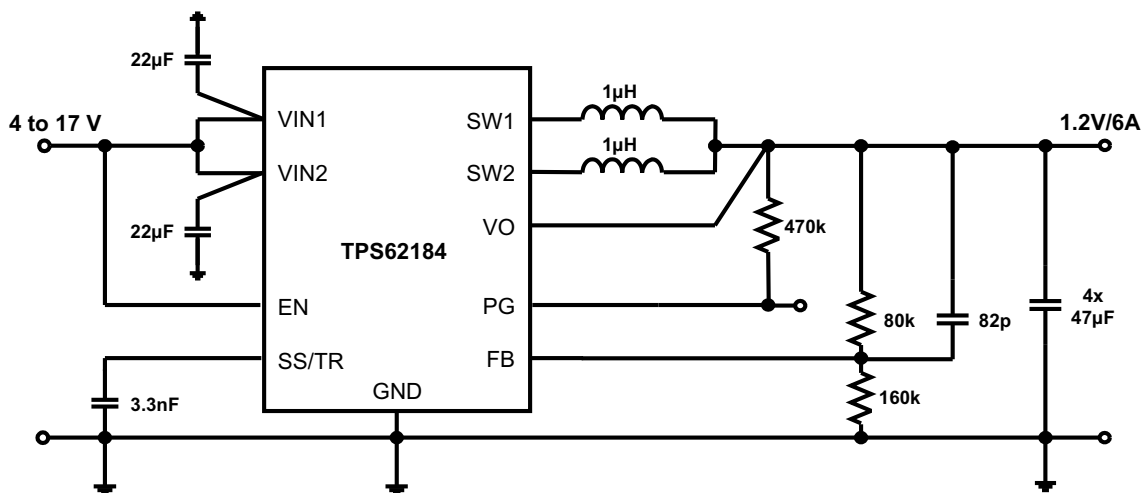 22µF
1µH
4 to 17 V
VIN1
SW1
1.2V/6A
1µH
VIN2
SW2
22µF
VO
470k
TPS62184
EN
PG
80k
82p
4x
47µF
SS/TR
FB
GND
3.3nF
160k